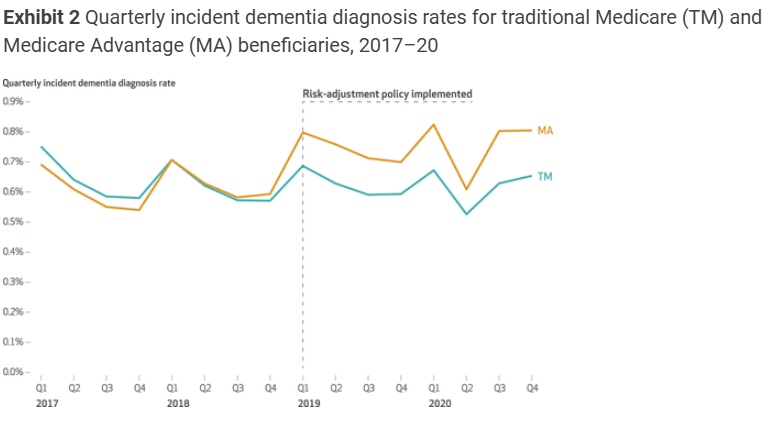 Exhibit 2 Quarterly incident dementia diagnosis rates for traditional Medicare (TM) and
Medicare Advantage (MA) beneficiaries, 2017–20
Quarterly incident dementia diagnosis rate
Risk-adjustment policy implemented
0.9%
0.8%
0.7%
0.6%
0.5%
0.4%
0.3%
0.2%
0.1%
0.0%
MA
TM
Q1 Q2 Q3 Q4 Q1 Q2 Q3 Q4 Q1 Q2 Q3 Q4 Q1 Q2 Q3 Q4
2017 2018 2019 2020